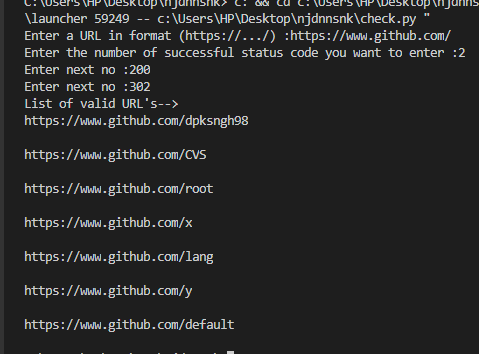 C:\Users\HP\Desktop\njdnnsnk> c: && cd c:\Users\HP\Desktop\njdnns
\launcher 59249 -- c:\Users\HP\Desktop\njdnnsnk\check.py "
Enter a URL in format (https://.../) :https://www.github.com/
Enter the number of successful status code you want to enter :2
Enter next no :200
Enter next no :302
List of valid URL's-->
https://www.github.com/dpksngh98
https://www.github.com/CVS
https://www.github.com/root
https://www.github.com/x
https://www.github.com/lang
https://www.github.com/y
https://www.github.com/default